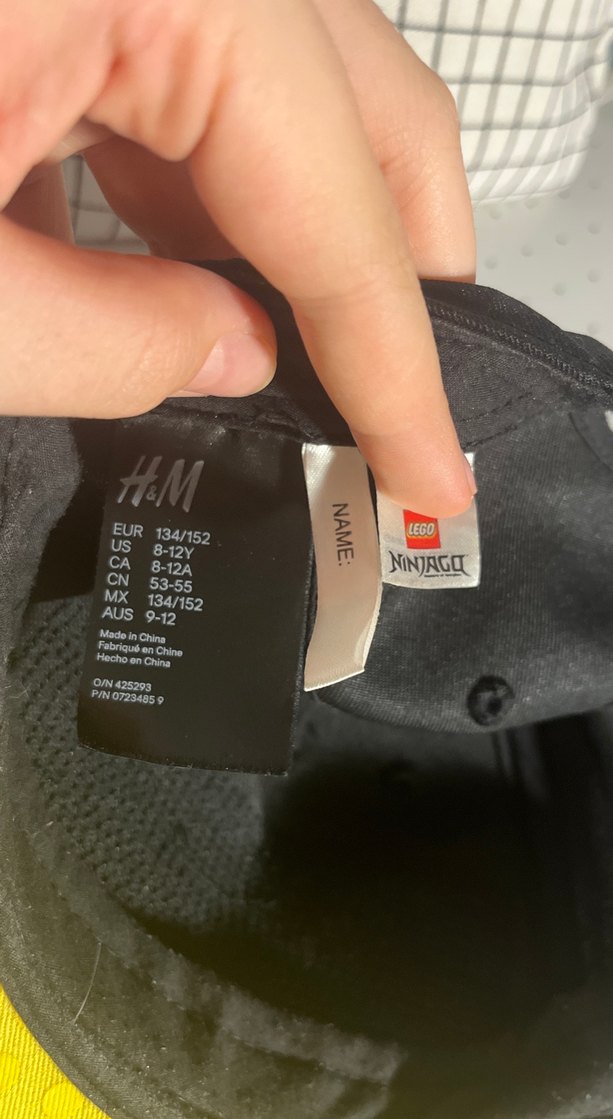 H&M
EUR 134/152
US 8-12Y
CA 8-12A
CN 53-55
MX 134/152
AUS 9-12
Made in China
Fabriqué en Chine
Hecho en China
O/N 425293
P/N 0723485 9
NAME:
LEGO
NINJAGO